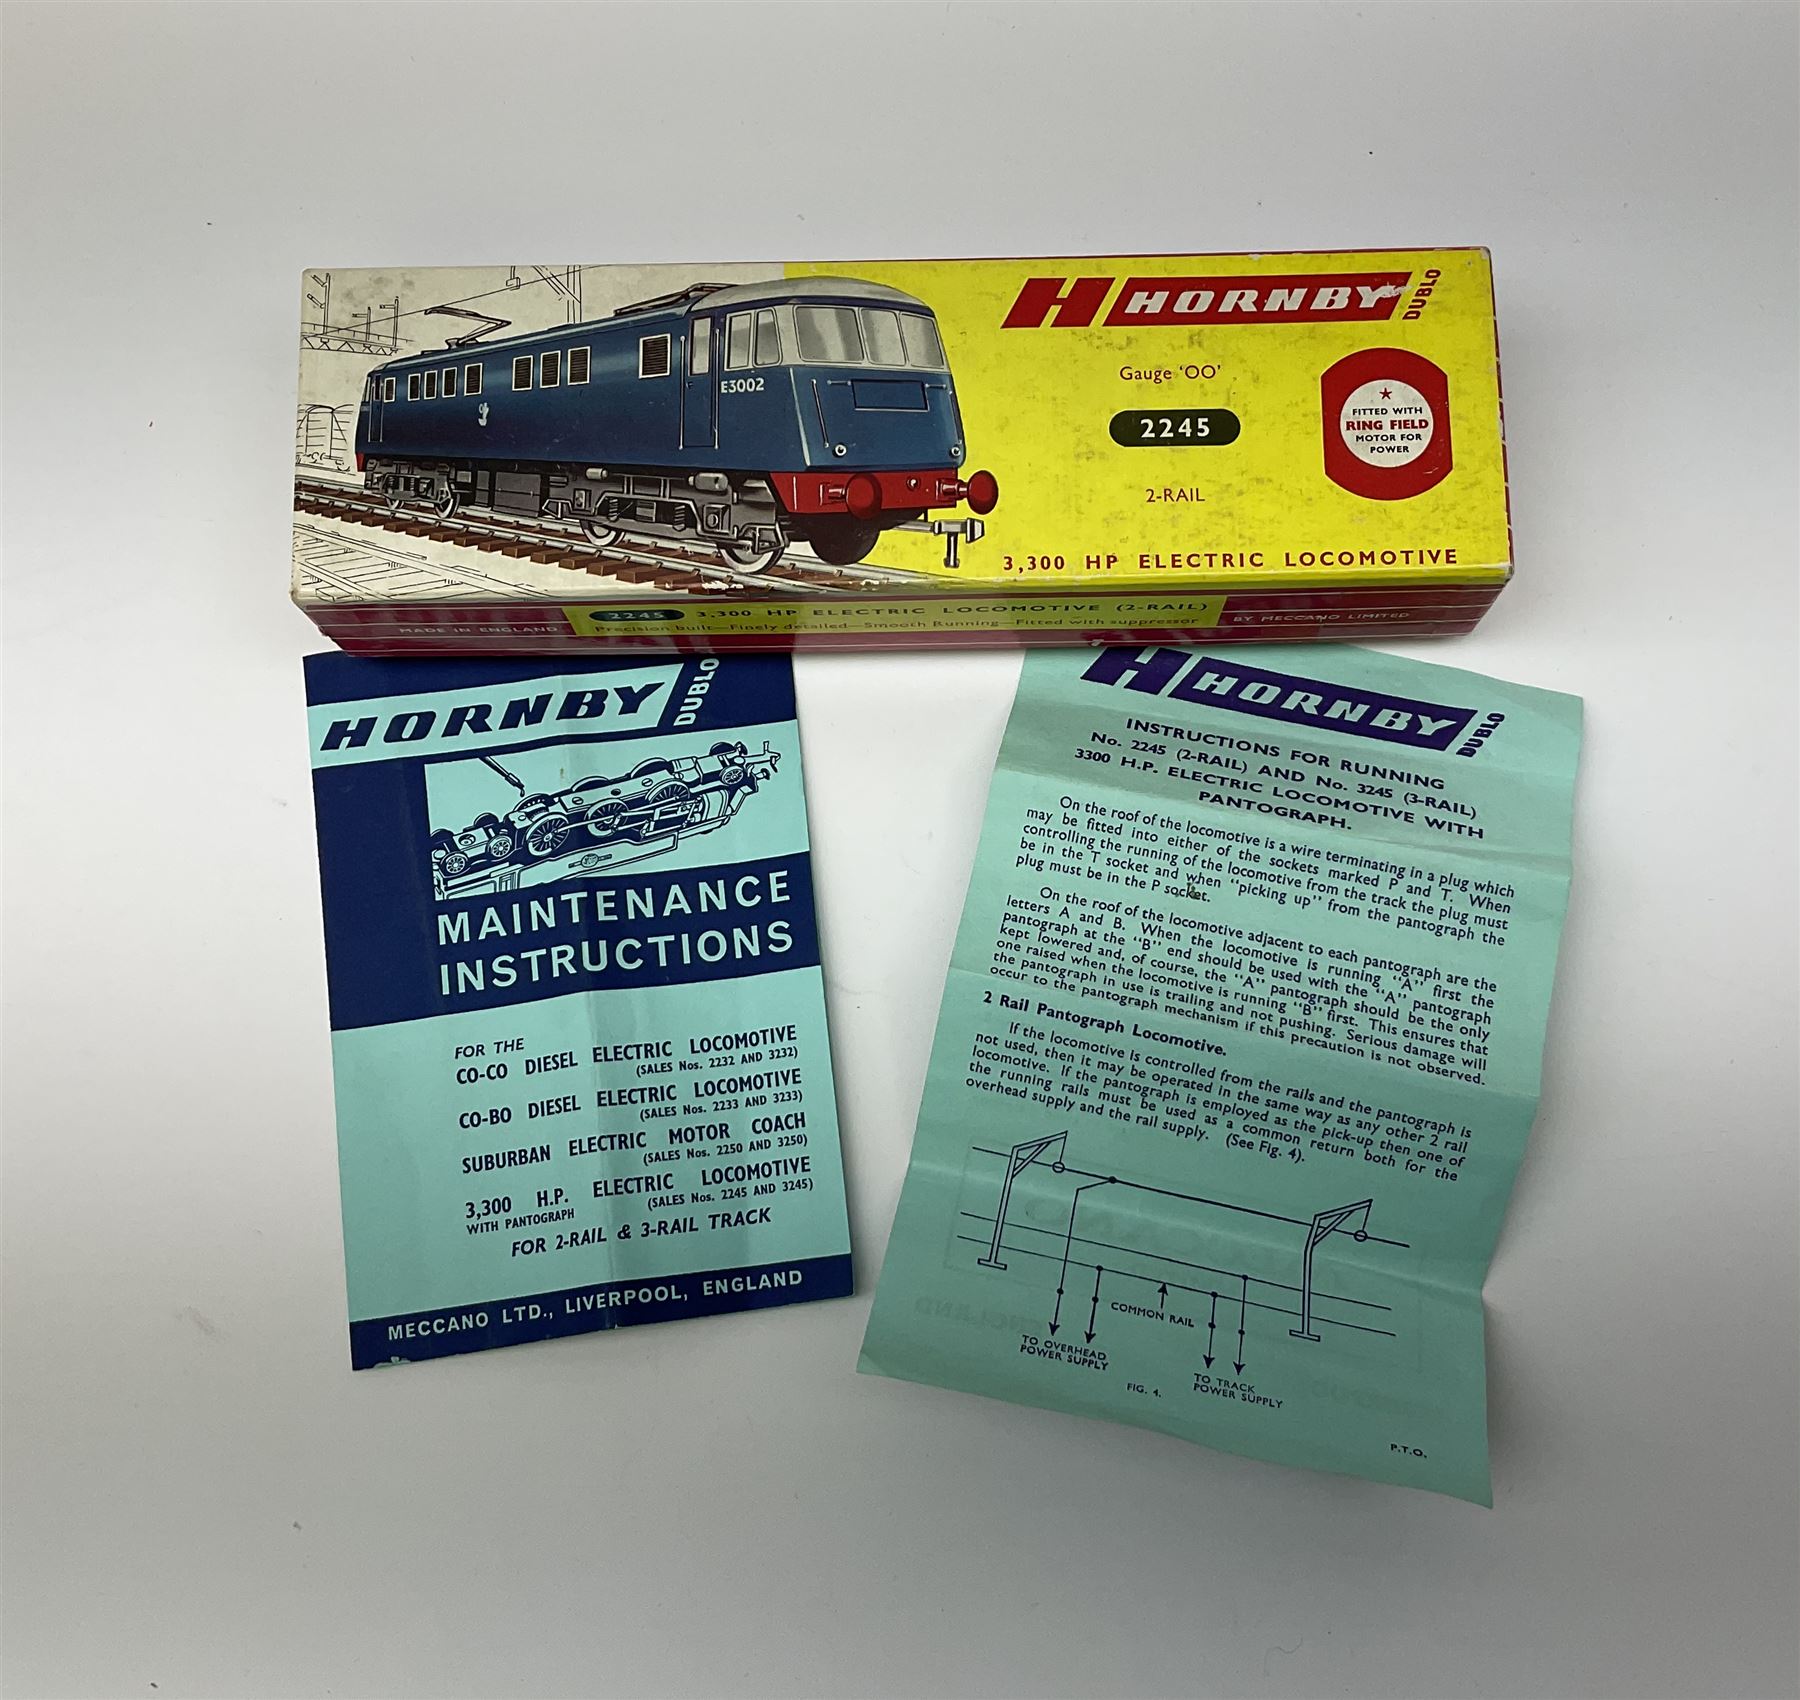 H HORNBY DUBLO
Gauge 'OO'
2245
2-RAIL
★
FITTED WITH
RING FIELD
MOTOR FOR
POWER
3,300 HP ELECTRIC LOCOMOTIVE
E3002
MADE IN ENGLAND
2245 3,300 HP ELECTRIC LOCOMOTIVE (2-RAIL)
Precision built—Finely detailed—Smooth Running—Fitted with suppressor
BY MECCANO LIMITED
HORNBY DUBLO
MAINTENANCE
INSTRUCTIONS
FOR THE
CO-CO DIESEL ELECTRIC LOCOMOTIVE
(SALES Nos. 2232 AND 3232)
CO-BO DIESEL ELECTRIC LOCOMOTIVE
(SALES Nos. 2233 AND 3233)
SUBURBAN ELECTRIC MOTOR COACH
(SALES Nos. 2250 AND 3250)
3,300 H.P. ELECTRIC LOCOMOTIVE
WITH PANTOGRAPH (SALES Nos. 2245 AND 3245)
FOR 2-RAIL & 3-RAIL TRACK
MECCANO LTD., LIVERPOOL, ENGLAND
H HORNBY DUBLO
INSTRUCTIONS FOR RUNNING
No. 2245 (2-RAIL) AND No. 3245 (3-RAIL)
3300 H.P. ELECTRIC LOCOMOTIVE WITH
PANTOGRAPH.
On the roof of the locomotive is a wire terminating in a plug which
may be fitted into either of the sockets marked P and T. When
controlling the running of the locomotive from the track the plug must
be in the T socket and when "picking up" from the pantograph the
plug must be in the P socket.
On the roof of the locomotive adjacent to each pantograph are the
letters A and B. When the locomotive is running "A" first the
pantograph at the "B" end should be used with the "A" pantograph
kept lowered and, of course, the "A" pantograph should be the only
one raised when the locomotive is running "B" first. This ensures that
the pantograph in use is trailing and not pushing. Serious damage will
occur to the pantograph mechanism if this precaution is not observed.
2 Rail Pantograph Locomotive.
If the locomotive is controlled from the rails and the pantograph is
not used, then it may be operated in the same way as any other 2 rail
locomotive. If the pantograph is employed as the pick-up then one of
the running rails must be used as a common return both for the
overhead supply and the rail supply. (See Fig. 4).
COMMON RAIL
TO OVERHEAD
POWER SUPPLY
TO TRACK
POWER SUPPLY
FIG. 4.
P.T.O.